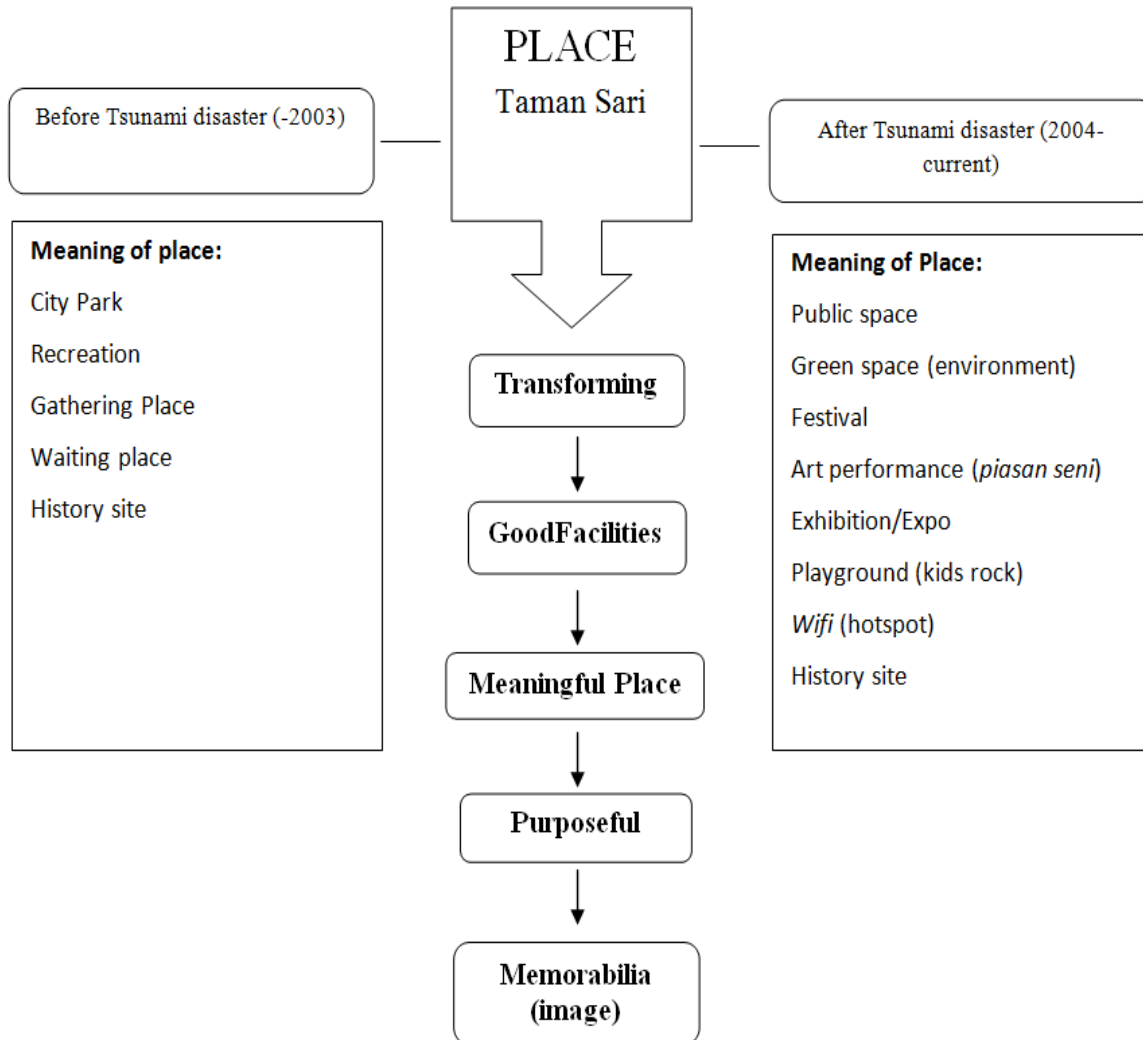 PLACE
Taman Sari
Before Tsunami disaster (-2003)
After Tsunami disaster (2004-
current)
Meaning of place:
City Park
Recreation
Gathering Place
Waiting place
History site
Meaning of Place:
Public space
Green space (environment)
Festival
Art performance (piasan seni)
Exhibition/Expo
Playground (kids rock)
Wifi (hotspot)
History site
Transforming
GoodFacilities
Meaningful Place
Purposeful
Memorabilia
(image)